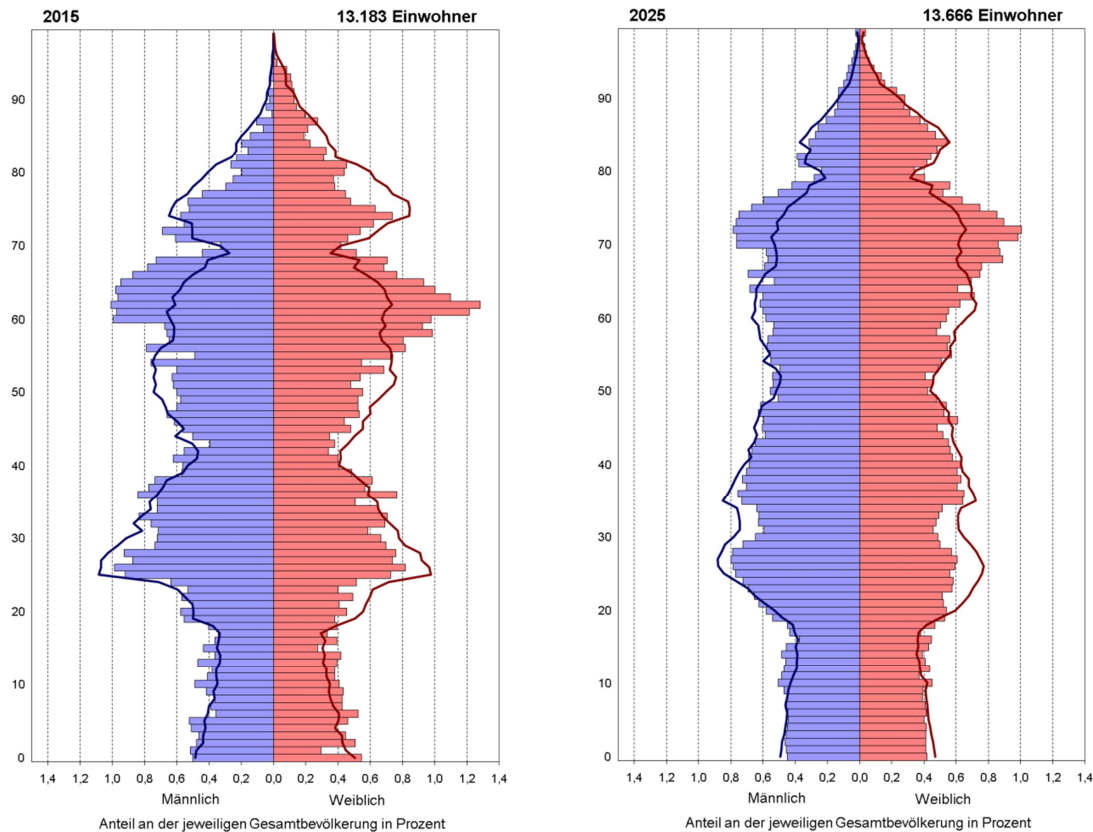 2015 13.183 Einwohner
90
80
70
60
50
40
30
20
10
0
1,4 1,2 1,0 0,8 0,6 0,4 0,2 0,0 0,2 0,4 0,6 0,8 1,0 1,2 1,4
Männlich Weiblich
Anteil an der jeweiligen Gesamtbevölkerung in Prozent
2025 13.666 Einwohner
90
80
70
60
50
40
30
20
10
0
1,4 1,2 1,0 0,8 0,6 0,4 0,2 0,0 0,2 0,4 0,6 0,8 1,0 1,2 1,4
Männlich Weiblich
Anteil an der jeweiligen Gesamtbevölkerung in Prozent